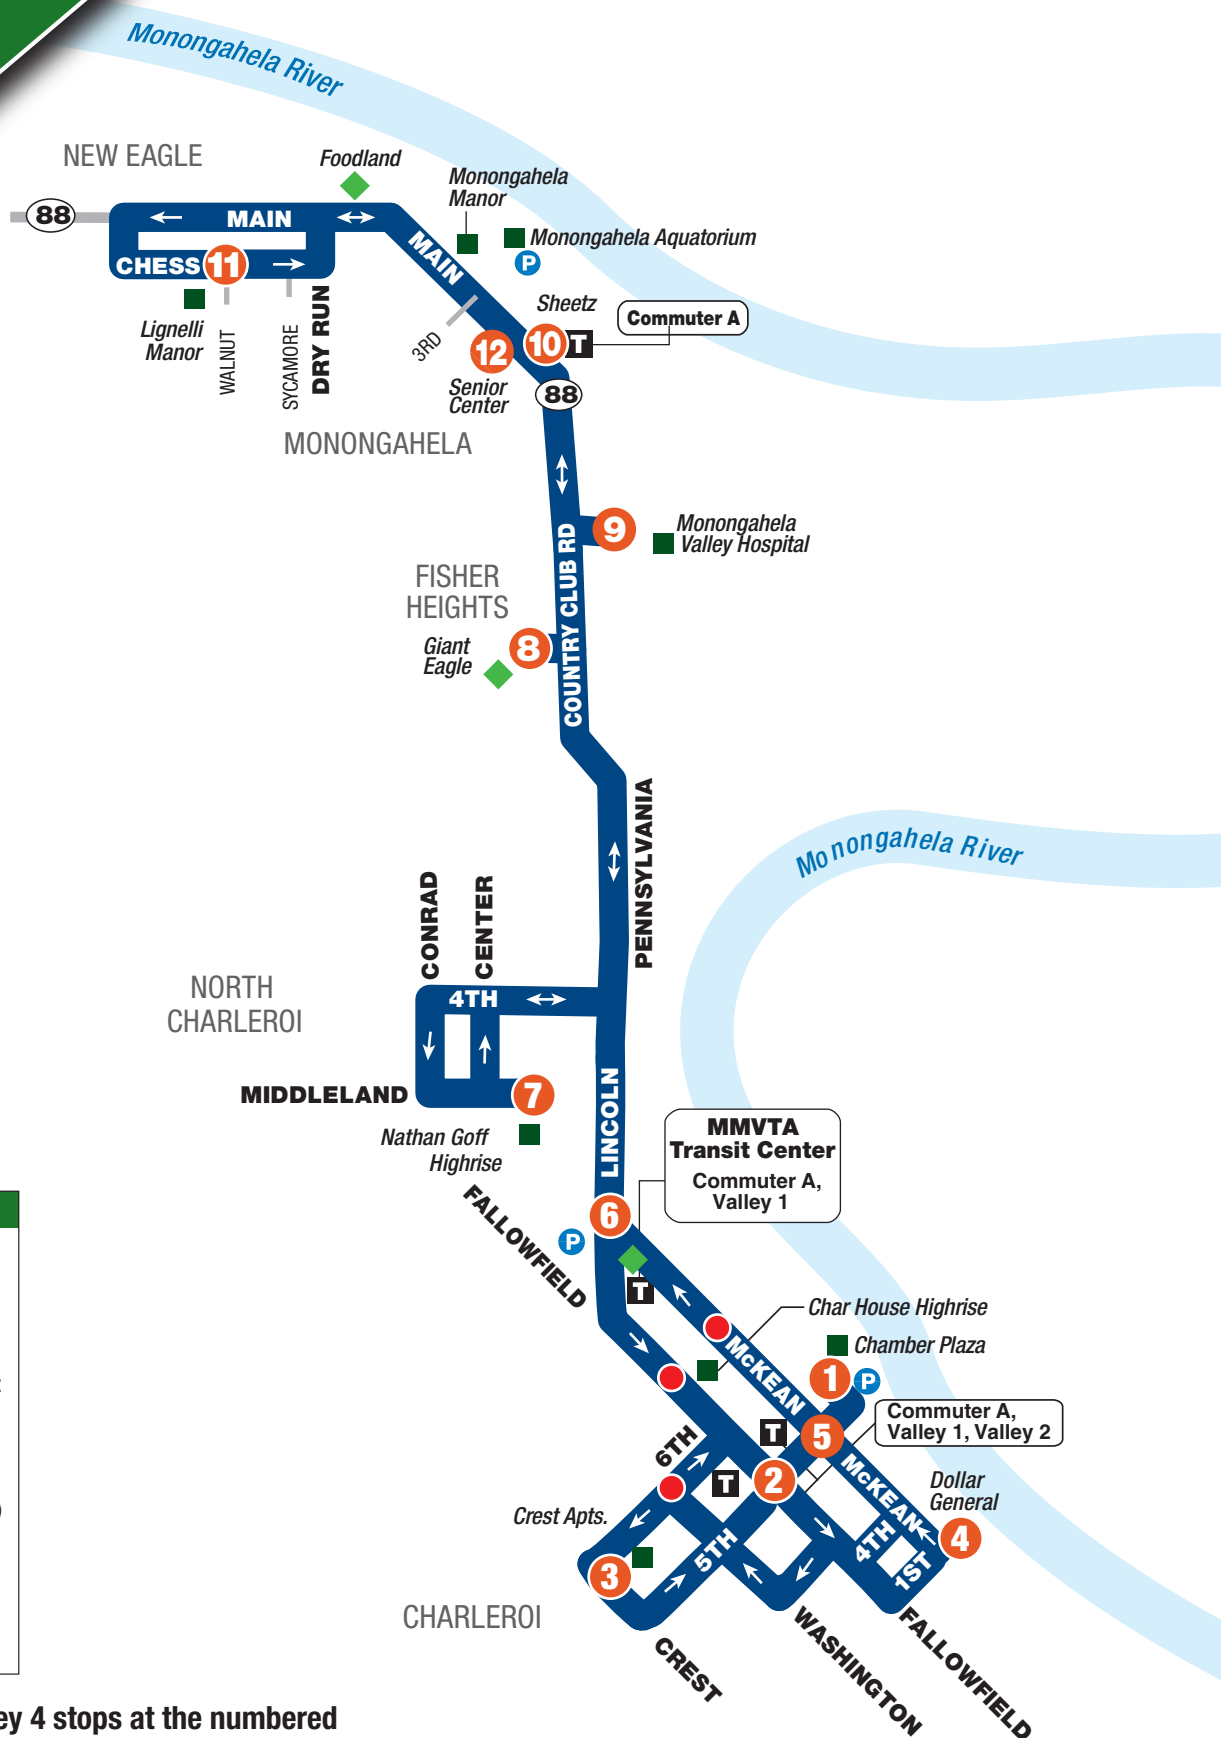 Monongahela River
NEW EAGLE
Foodland
Monongahela
Manor
88
MAIN
MAIN
Monongahela Aquatorium
P
CHESS
11
Lignelli
Manor
WALNUT
SYCAMORE
DRY RUN
3RD
Sheetz
Commuter A
12
10
T
Senior
Center
88
MONONGAHELA
9
Monongahela
Valley Hospital
COUNTRY CLUB RD
FISHER
HEIGHTS
Giant
Eagle
8
PENNSYLVANIA
Monongahela River
CONRAD
CENTER
NORTH
CHARLEROI
4TH
MIDDLELAND
7
Nathan Goff
Highrise
LINCOLN
MMVTA
Transit Center
Commuter A,
Valley 1
FALLOWFIELD
6
P
T
Char House Highrise
Chamber Plaza
McKEAN
1
P
Commuter A,
Valley 1, Valley 2
T
5
6TH
T
2
McKEAN
Dollar
General
Crest Apts.
4TH
4
1ST
5TH
3
CHARLEROI
CREST
WASHINGTON
FALLOWFIELD
ey 4 stops at the numbered